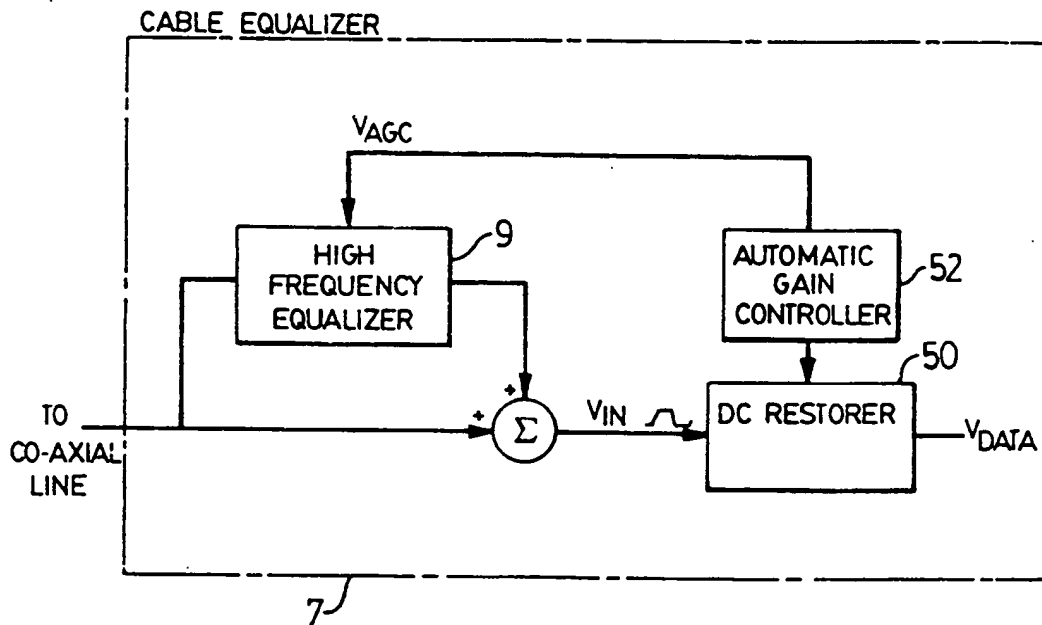 CABLE EQUALIZER
VAGC
HIGH
FREQUENCY
EQUALIZER
9
AUTOMATIC
GAIN
CONTROLLER
52
50
TO
CO-AXIAL
LINE
+
+
Σ
VIN
DC RESTORER
VDATA
7